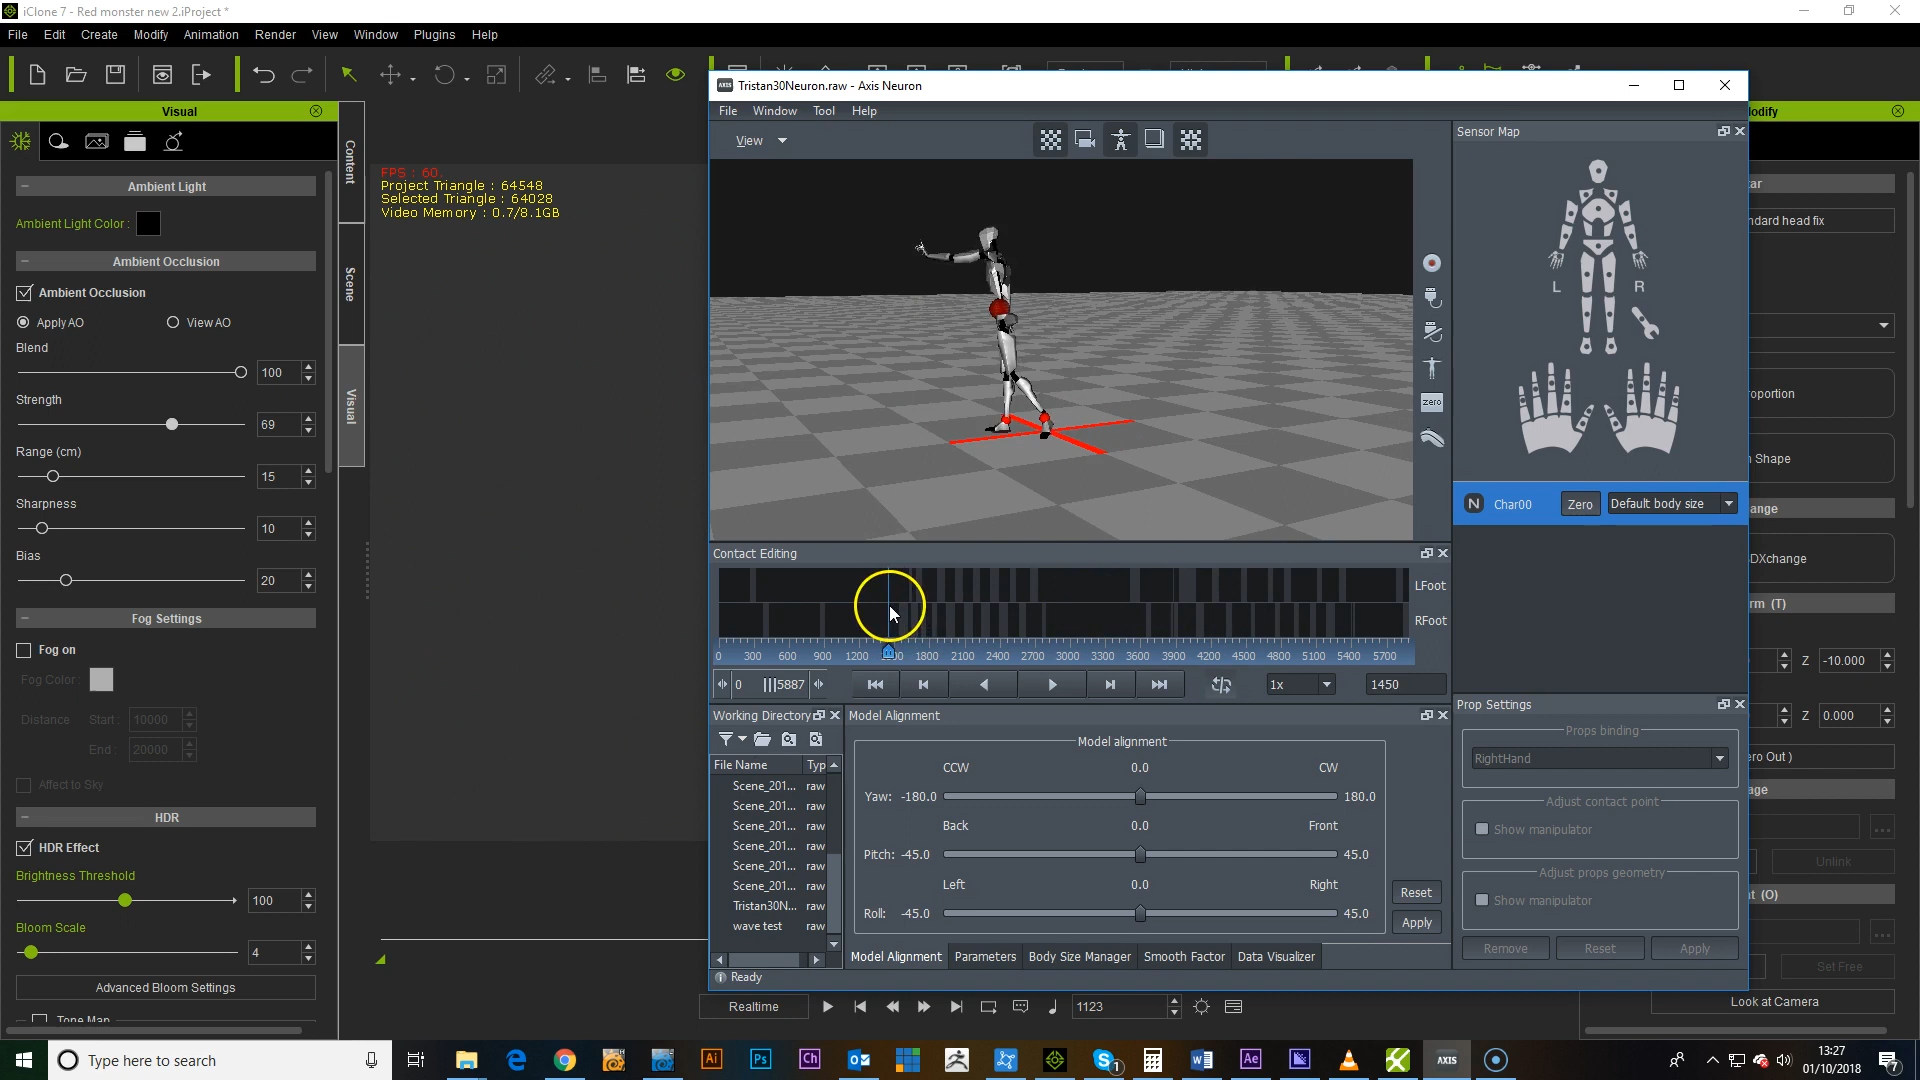 iClone 7 - Red monster new 2.iProject *
File Edit Create Modify Animation Render View Window Plugins Help
Visual
Content
Scene
Visual
Ambient Light
Ambient Light Color :
Ambient Occlusion
Ambient Occlusion
Apply AO View AO
Blend
100
Strength
69
Range (cm)
15
Sharpness
10
Bias
20
Fog Settings
Fog on
Fog Color :
Distance Start: 10000
End: 20000
Affect to Sky
HDR
HDR Effect
Brightness Threshold
100
Bloom Scale
4
Advanced Bloom Settings
Tone Map
FPS : 60.
Project Triangle : 64548
Selected Triangle : 64028
Video Memory : 0.7/8.1GB
AXIS Tristan30Neuron.raw - Axis Neuron
File Window Tool Help
View
zero
Sensor Map
L R
N Char00 Zero Default body size
Contact Editing
LFoot
RFoot
0 300 600 900 1200 1800 2100 2400 2700 3000 3300 3600 3900 4200 4500 4800 5100 5400 5700
0 5887 1x 1450
Working Directory
File Name Typ
Scene_201... raw
Scene_201... raw
Scene_201... raw
Scene_201... raw
Scene_201... raw
Scene_201... raw
Tristan30N... raw
wave test raw
Model Alignment
Model alignment
CCW 0.0 CW
Yaw: -180.0 180.0
Back 0.0 Front
Pitch: -45.0 45.0
Left 0.0 Right
Roll: -45.0 45.0
Reset
Apply
Model Alignment Parameters Body Size Manager Smooth Factor Data Visualizer
Ready
Prop Settings
Props binding
RightHand
Adjust contact point
Show manipulator
Adjust props geometry
Show manipulator
Remove Reset Apply
odify
tar
ndard head fix
oportion
Shape
ange
DXchange
rm (T)
Z -10.000
Z 0.000
ero Out )
age
...
Unlink
t (O)
...
Set Free
Look at Camera
Realtime 1123
Type here to search
Ai Ps Ch Ae AXIS
1
13:27
01/10/2018
7